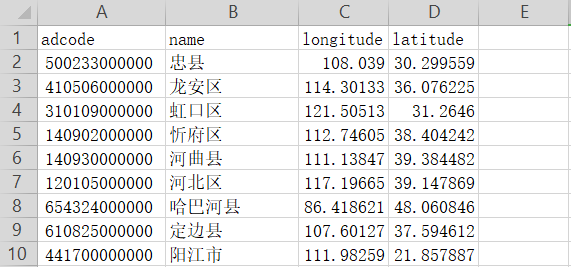 A B C D E
1 adcode name longitude latitude
2 500233000000 忠县 108.039 30.299559
3 410506000000 龙安区 114.30133 36.076225
4 310109000000 虹口区 121.50513 31.2646
5 140902000000 忻府区 112.74605 38.404242
6 140930000000 河曲县 111.13847 39.384482
7 120105000000 河北区 117.19665 39.147869
8 654324000000 哈巴河县 86.418621 48.060846
9 610825000000 定边县 107.60127 37.594612
10 441700000000 阳江市 111.98259 21.857887